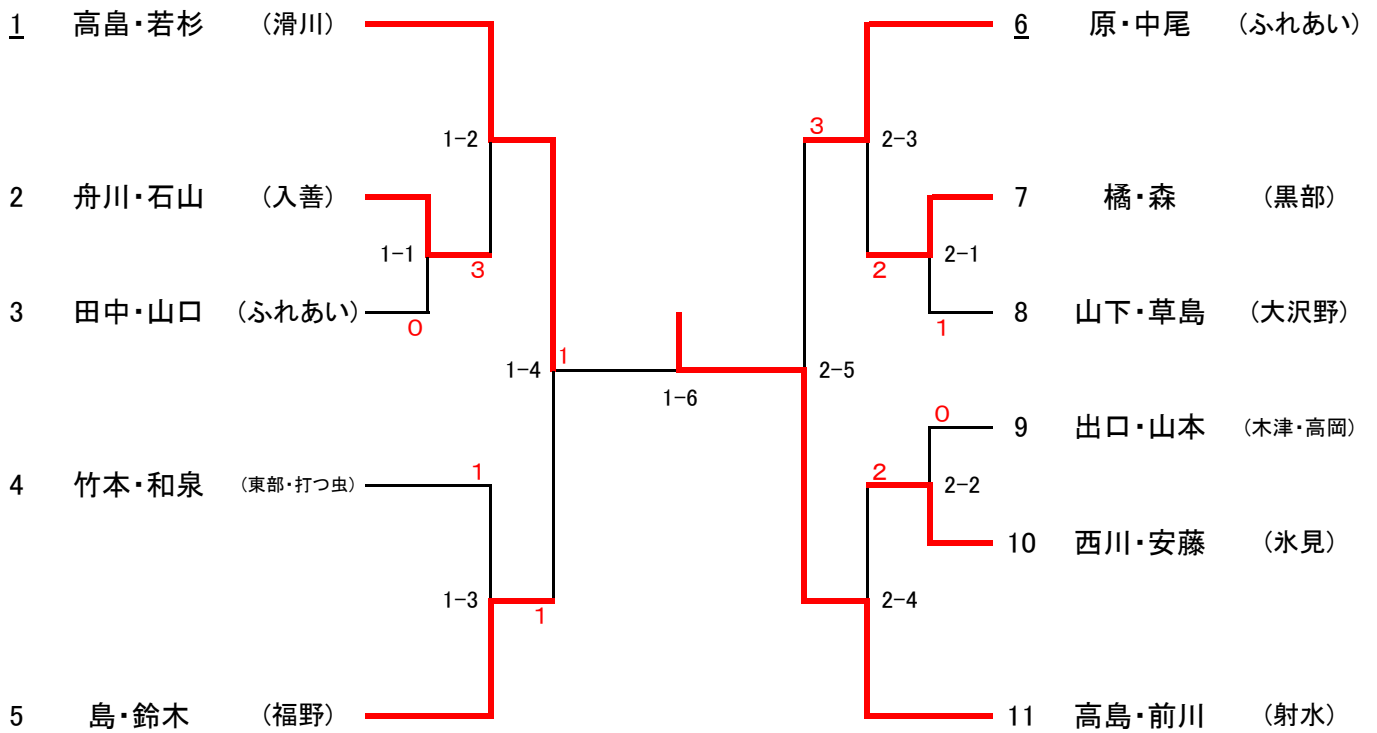 1 高畠・若杉 (滑川)
1-2
2 舟川・石山 (入善)
1-1
3
3 田中・山口 (ふれあい)
0
1-4
1
1-6
4 竹本・和泉 (東部・打つ虫)
1
1-3
1
5 島・鈴木 (福野)
6 原・中尾 (ふれあい)
3
2-3
7 橘・森 (黒部)
2
2-1
8 山下・草島 (大沢野)
1
2-5
9 出口・山本 (木津・高岡)
0
2
2-2
10 西川・安藤 (氷見)
2-4
11 高島・前川 (射水)